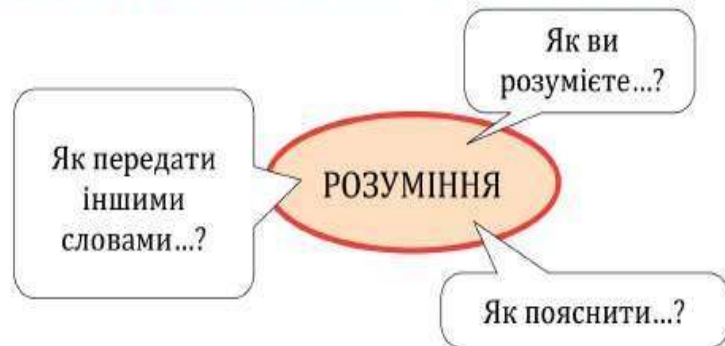 Як ви
розумієте...?
Як передати
іншими
словами...?
РОЗУМІННЯ
Як пояснити...?